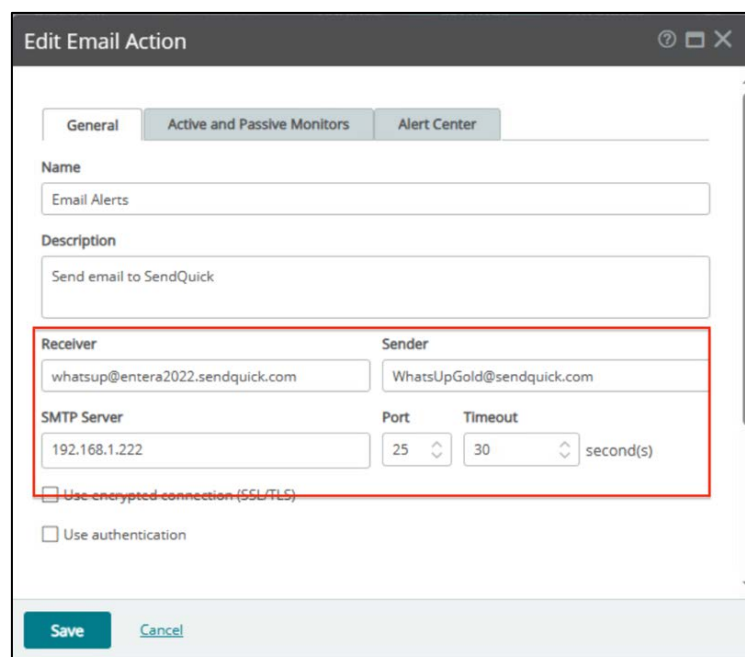 Edit Email Action
General Active and Passive Monitors Alert Center
Name
Email Alerts
Description
Send email to SendQuick
Receiver Sender
whatsup@entera2022.sendquick.com WhatsUpGold@sendquick.com
SMTP Server Port Timeout
192.168.1.222 25 30 second(s)
Use encrypted connection (SSL/TLS)
Use authentication
Save Cancel